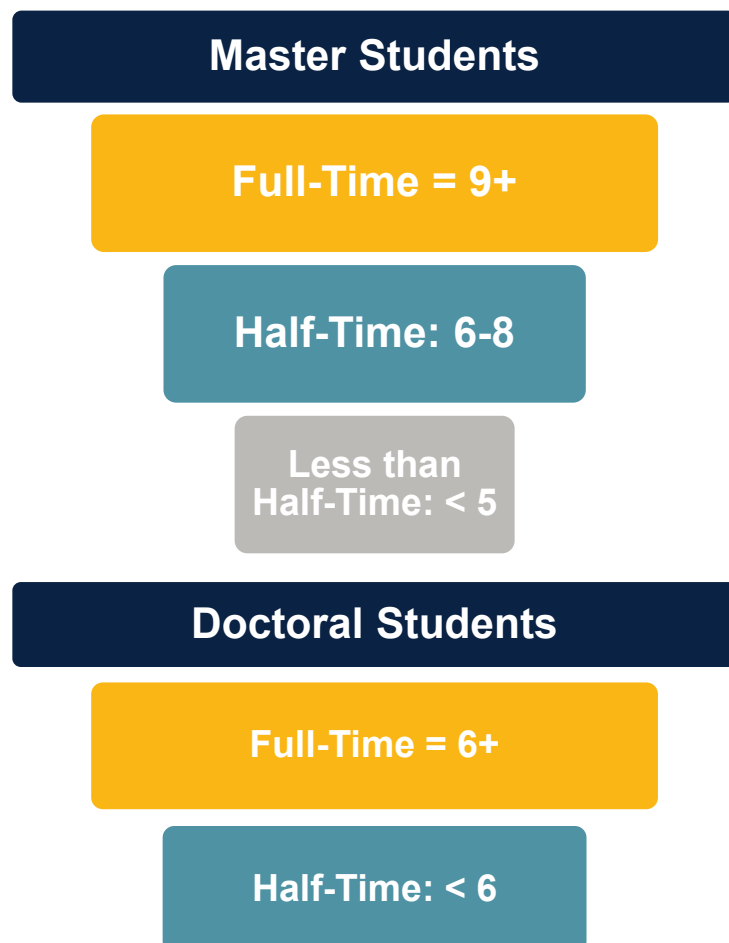 Master Students
Full-Time = 9+
Half-Time: 6-8
Less than
Half-Time: < 5
Doctoral Students
Full-Time = 6+
Half-Time: < 6